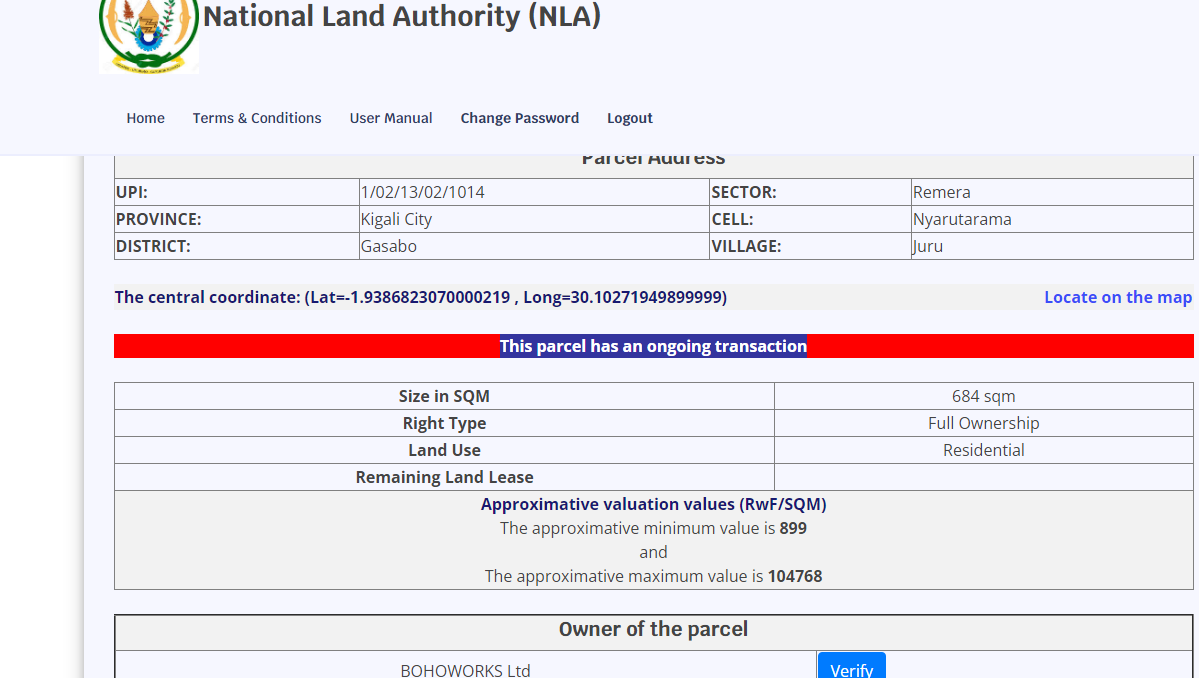 National Land Authority (NLA)
Home Terms & Conditions User Manual Change Password Logout
Parcel Address
UPI: 1/02/13/02/1014 SECTOR: Remera
PROVINCE: Kigali City CELL: Nyarutarama
DISTRICT: Gasabo VILLAGE: Juru
The central coordinate: (Lat=-1.9386823070000219 , Long=30.10271949899999) Locate on the map
This parcel has an ongoing transaction
Size in SQM 684 sqm
Right Type Full Ownership
Land Use Residential
Remaining Land Lease
Approximative valuation values (RwF/SQM)
The approximative minimum value is 899
and
The approximative maximum value is 104768
Owner of the parcel
BOHOWORKS Ltd Verify